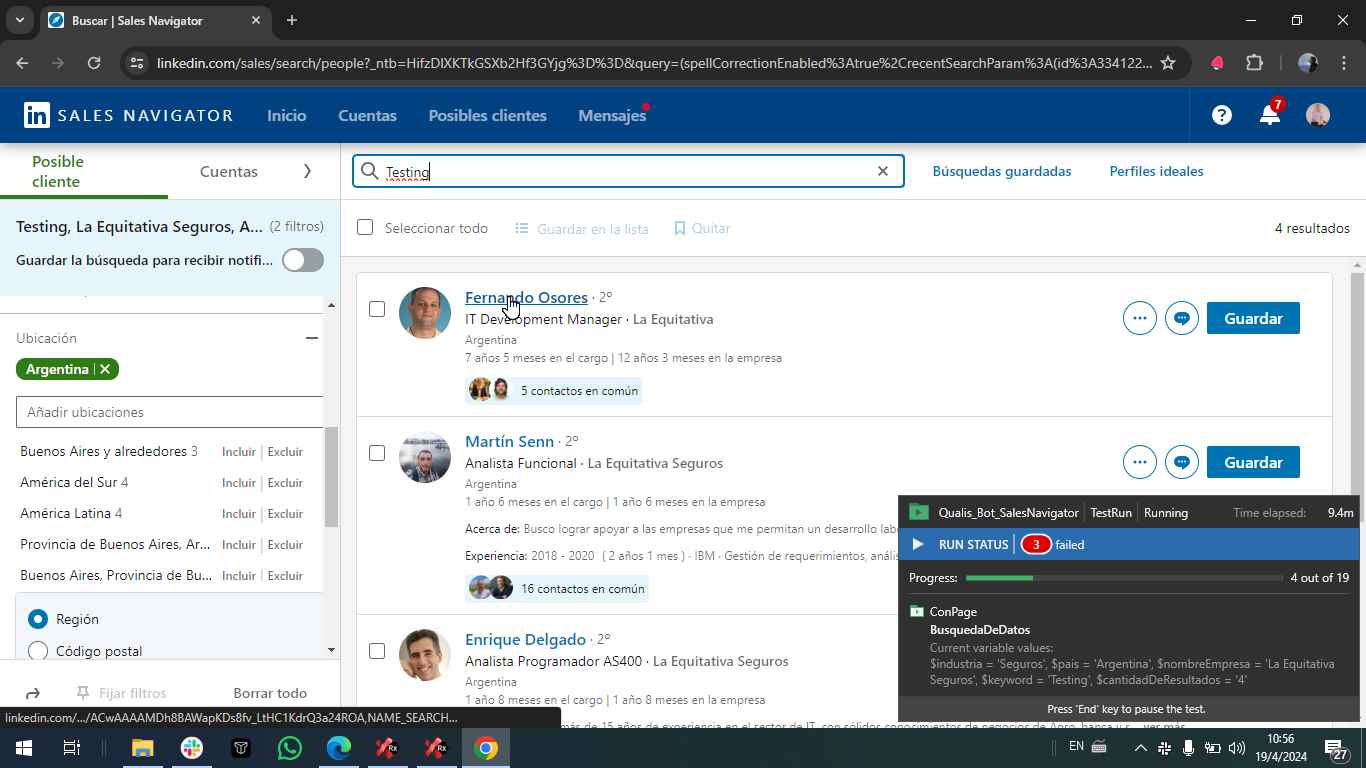 Buscar | Sales Navigator
linkedin.com/sales/search/people?_ntb=HifzDIXKTkGSXb2Hf3GYjg%3D%3D&query=(spellCorrectionEnabled%3Atrue%2CrecentSearchParam%3A(id%3A334122...
in SALES NAVIGATOR
Inicio
Cuentas
Posibles clientes
Mensajes
7
Posible cliente
Cuentas
Testing
Búsquedas guardadas
Perfiles ideales
Testing, La Equitativa Seguros, A... (2 filtros)
Guardar la búsqueda para recibir notifi...
Seleccionar todo
Guardar en la lista
Quitar
4 resultados
Ubicación
Argentina
Añadir ubicaciones
Buenos Aires y alrededores 3 Incluir | Excluir
América del Sur 4 Incluir | Excluir
América Latina 4 Incluir | Excluir
Provincia de Buenos Aires, Ar... Incluir | Excluir
Buenos Aires, Provincia de Bu... Incluir | Excluir
Región
Código postal
Fijar filtros
Borrar todo
Fernando Osores · 2º
IT Development Manager · La Equitativa
Argentina
7 años 5 meses en el cargo | 12 años 3 meses en la empresa
5 contactos en común
Guardar
Martín Senn · 2º
Analista Funcional · La Equitativa Seguros
Argentina
1 año 6 meses en el cargo | 1 año 6 meses en la empresa
Acerca de: Busco lograr apoyar a las empresas que me permitan un desarrollo lab
Experiencia: 2018 - 2020 ( 2 años 1 mes ) · IBM · Gestión de requerimientos, anális
16 contactos en común
Guardar
Enrique Delgado · 2º
Analista Programador AS400 · La Equitativa Seguros
Argentina
1 año 8 meses en el cargo | 1 año 8 meses en la empresa
más de 15 años de experiencia en el sector de IT, con sólidos conocimientos de negocios de Agro, banca y s... ver más
Qualis_Bot_SalesNavigator | TestRun | Running
Time elapsed: 9.4m
RUN STATUS | 3 failed
Progress: 4 out of 19
ConPage
BusquedaDeDatos
Current variable values:
$industria = 'Seguros', $pais = 'Argentina', $nombreEmpresa = 'La Equitativa
Seguros', $keyword = 'Testing', $cantidadDeResultados = '4'
Press 'End' key to pause the test.
linkedin.com/.../ACwAAAAMDh8BAWapKDs8fv_LtHC1KdrQ3a24ROA,NAME_SEARCH...
Rx
Rx
EN
10:56
19/4/2024
27